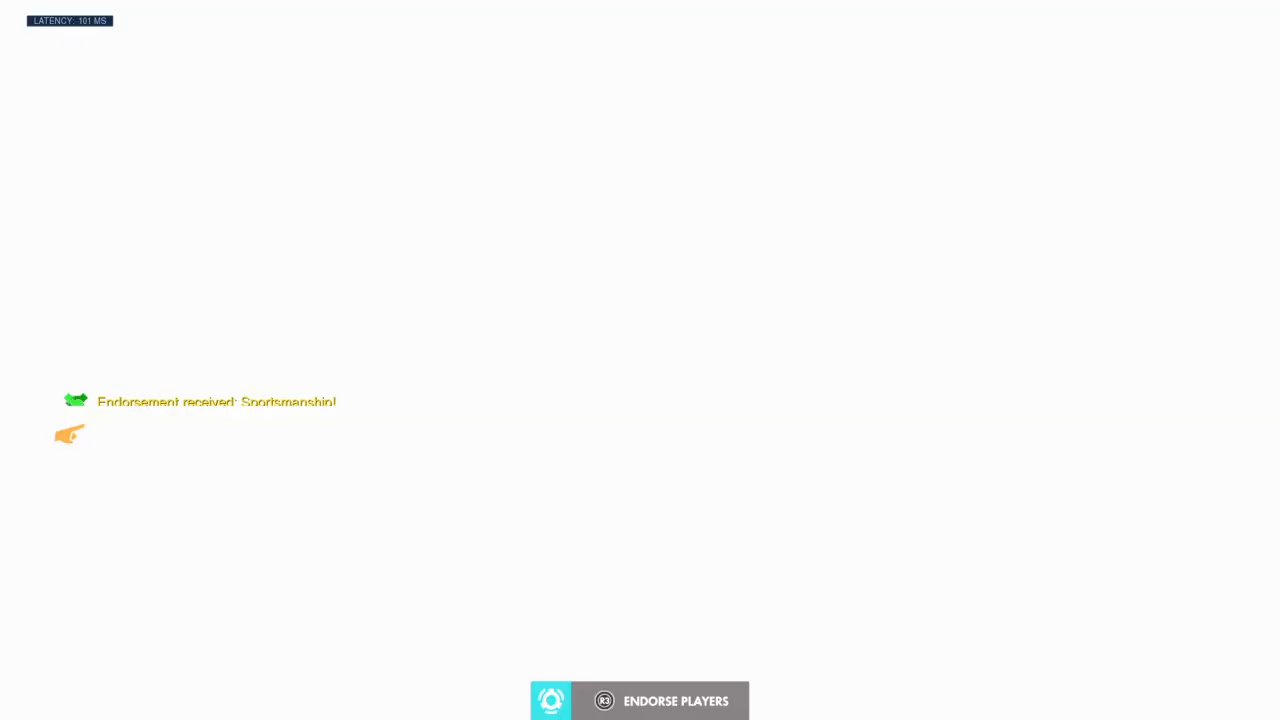 LATENCY: 101 MS
Endorsement received: Sportsmanship!
R3 ENDORSE PLAYERS